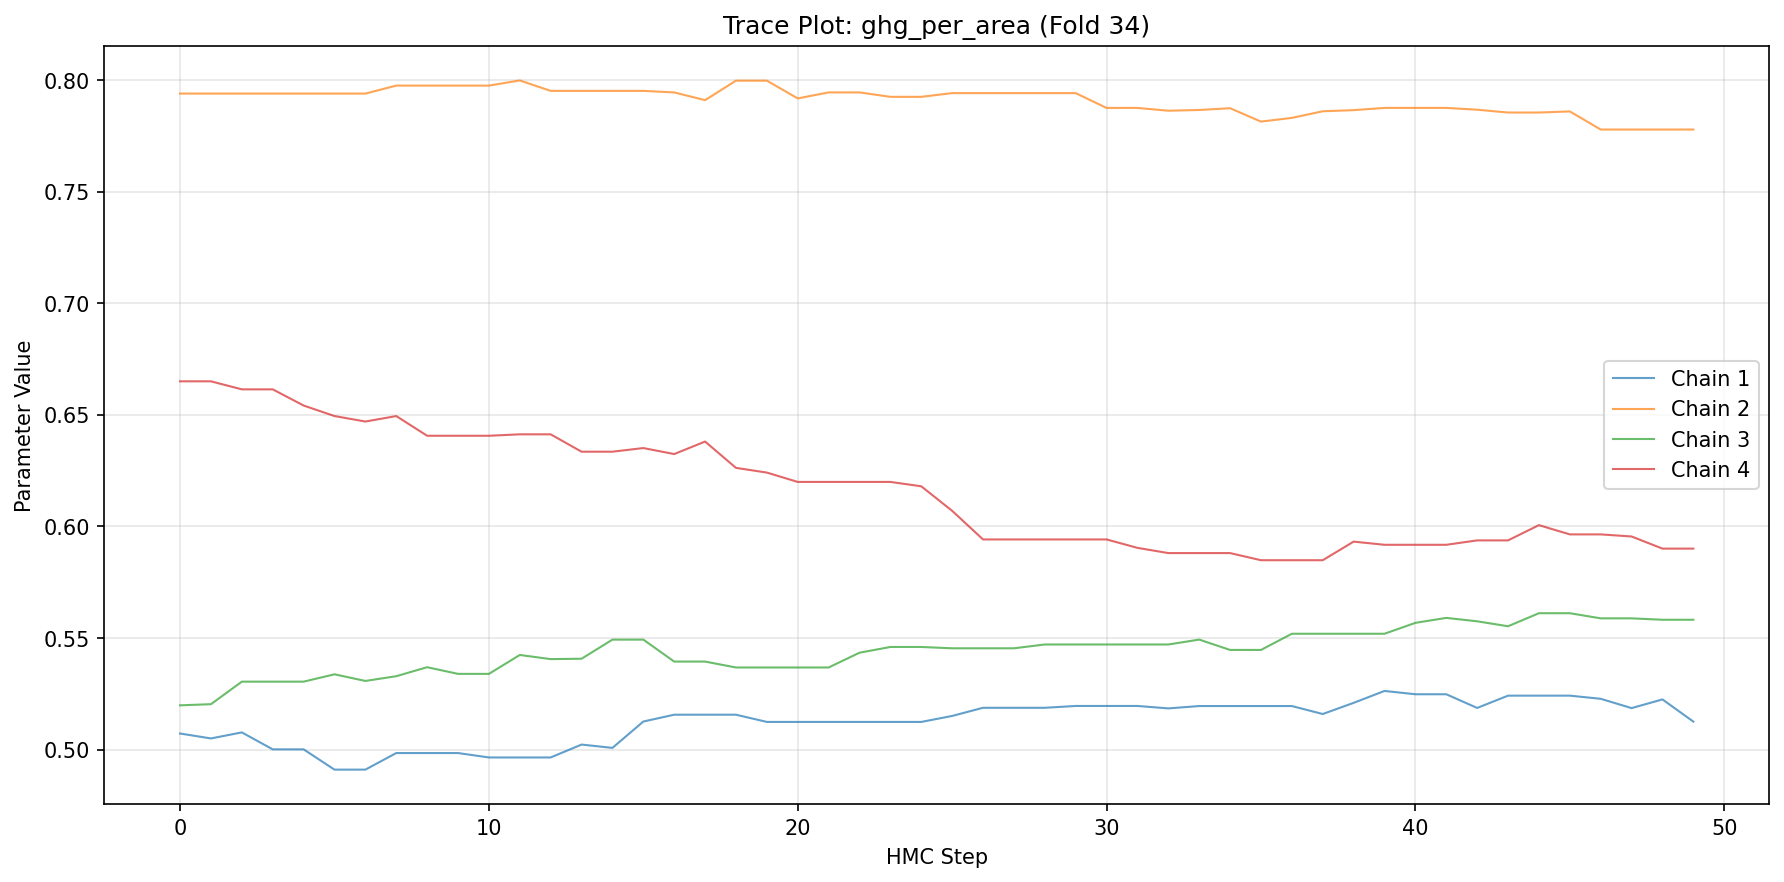 Trace Plot: ghg_per_area (Fold 34)
Parameter Value
0.80
0.75
0.70
0.65
0.60
0.55
0.50
Chain 1
Chain 2
Chain 3
Chain 4
0 10 20 30 40 50
HMC Step